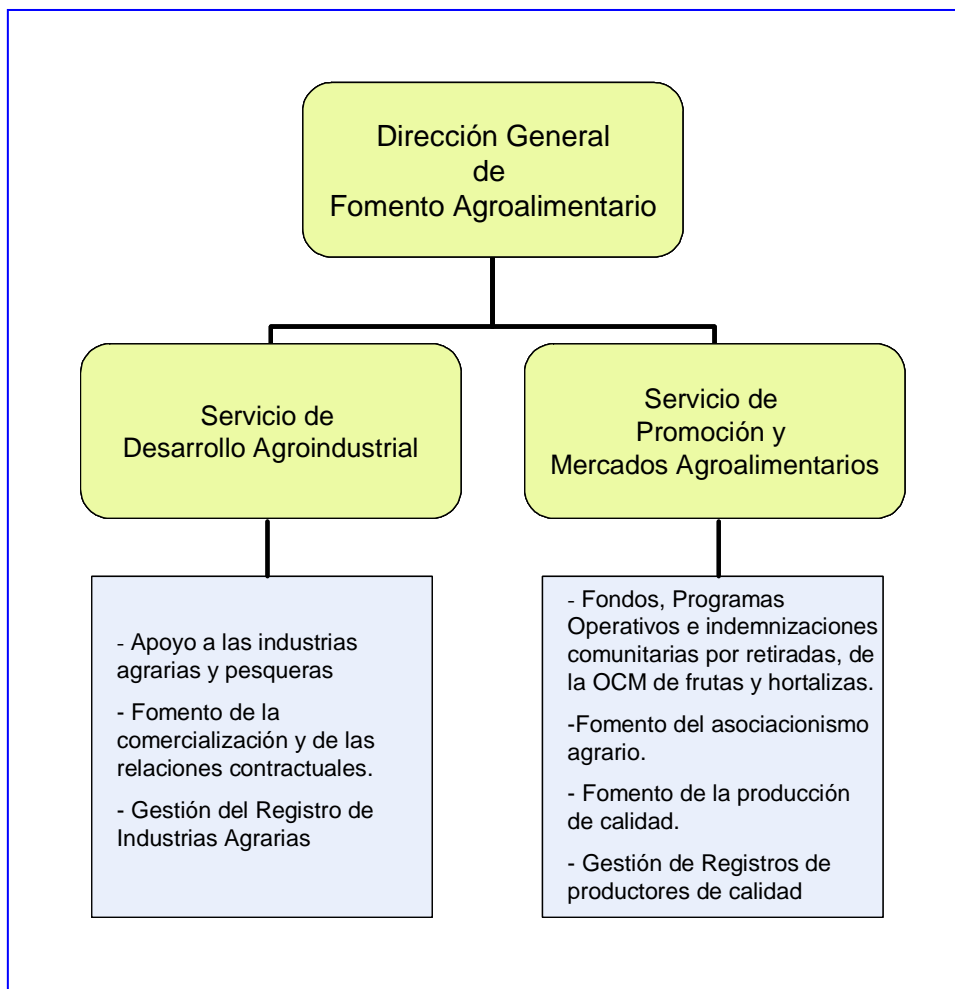 Dirección General
de
Fomento Agroalimentario
Servicio de
Desarrollo Agroindustrial
Servicio de
Promoción y
Mercados Agroalimentarios
- Apoyo a las industrias
agrarias y pesqueras
- Fomento de la
comercialización y de las
relaciones contractuales.
- Gestión del Registro de
Industrias Agrarias
- Fondos, Programas
Operativos e indemnizaciones
comunitarias por retiradas, de
la OCM de frutas y hortalizas.
-Fomento del asociacionismo
agrario.
- Fomento de la producción
de calidad.
- Gestión de Registros de
productores de calidad